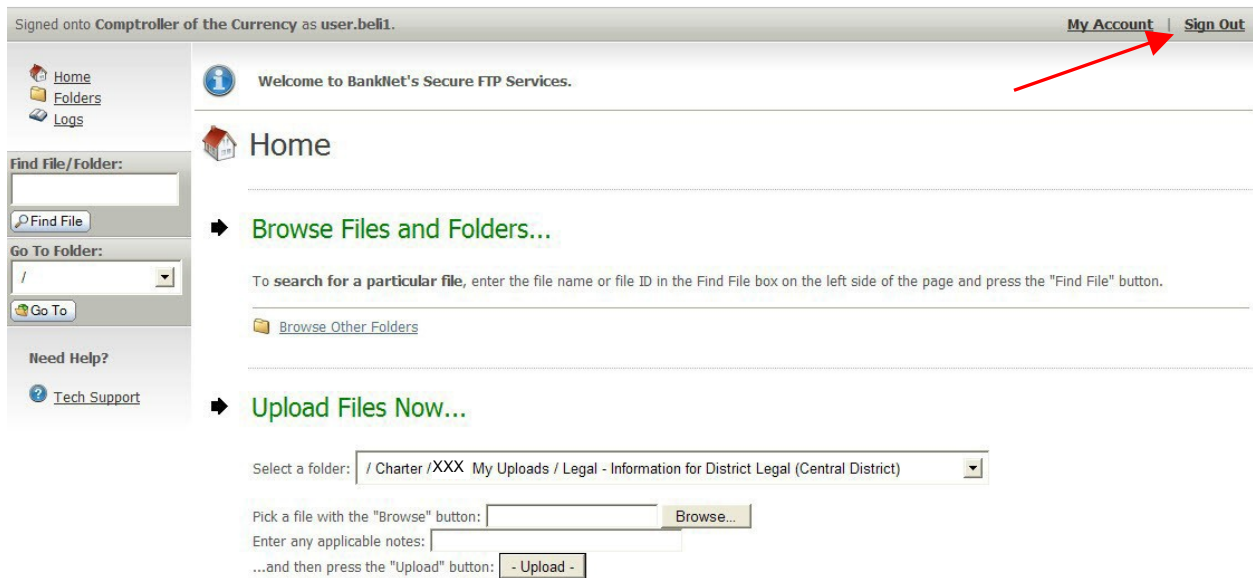 Signed onto Comptroller of the Currency as user.beli1.
My Account | Sign Out
Home
Folders
Logs
Find File/Folder:
Find File
Go To Folder:
/
Go To
Need Help?
Tech Support
Welcome to BankNet's Secure FTP Services.
Home
Browse Files and Folders...
To search for a particular file, enter the file name or file ID in the Find File box on the left side of the page and press the "Find File" button.
Browse Other Folders
Upload Files Now...
Select a folder: / Charter /XXX My Uploads / Legal - Information for District Legal (Central District)
Pick a file with the "Browse" button: Browse...
Enter any applicable notes:
...and then press the "Upload" button: - Upload -